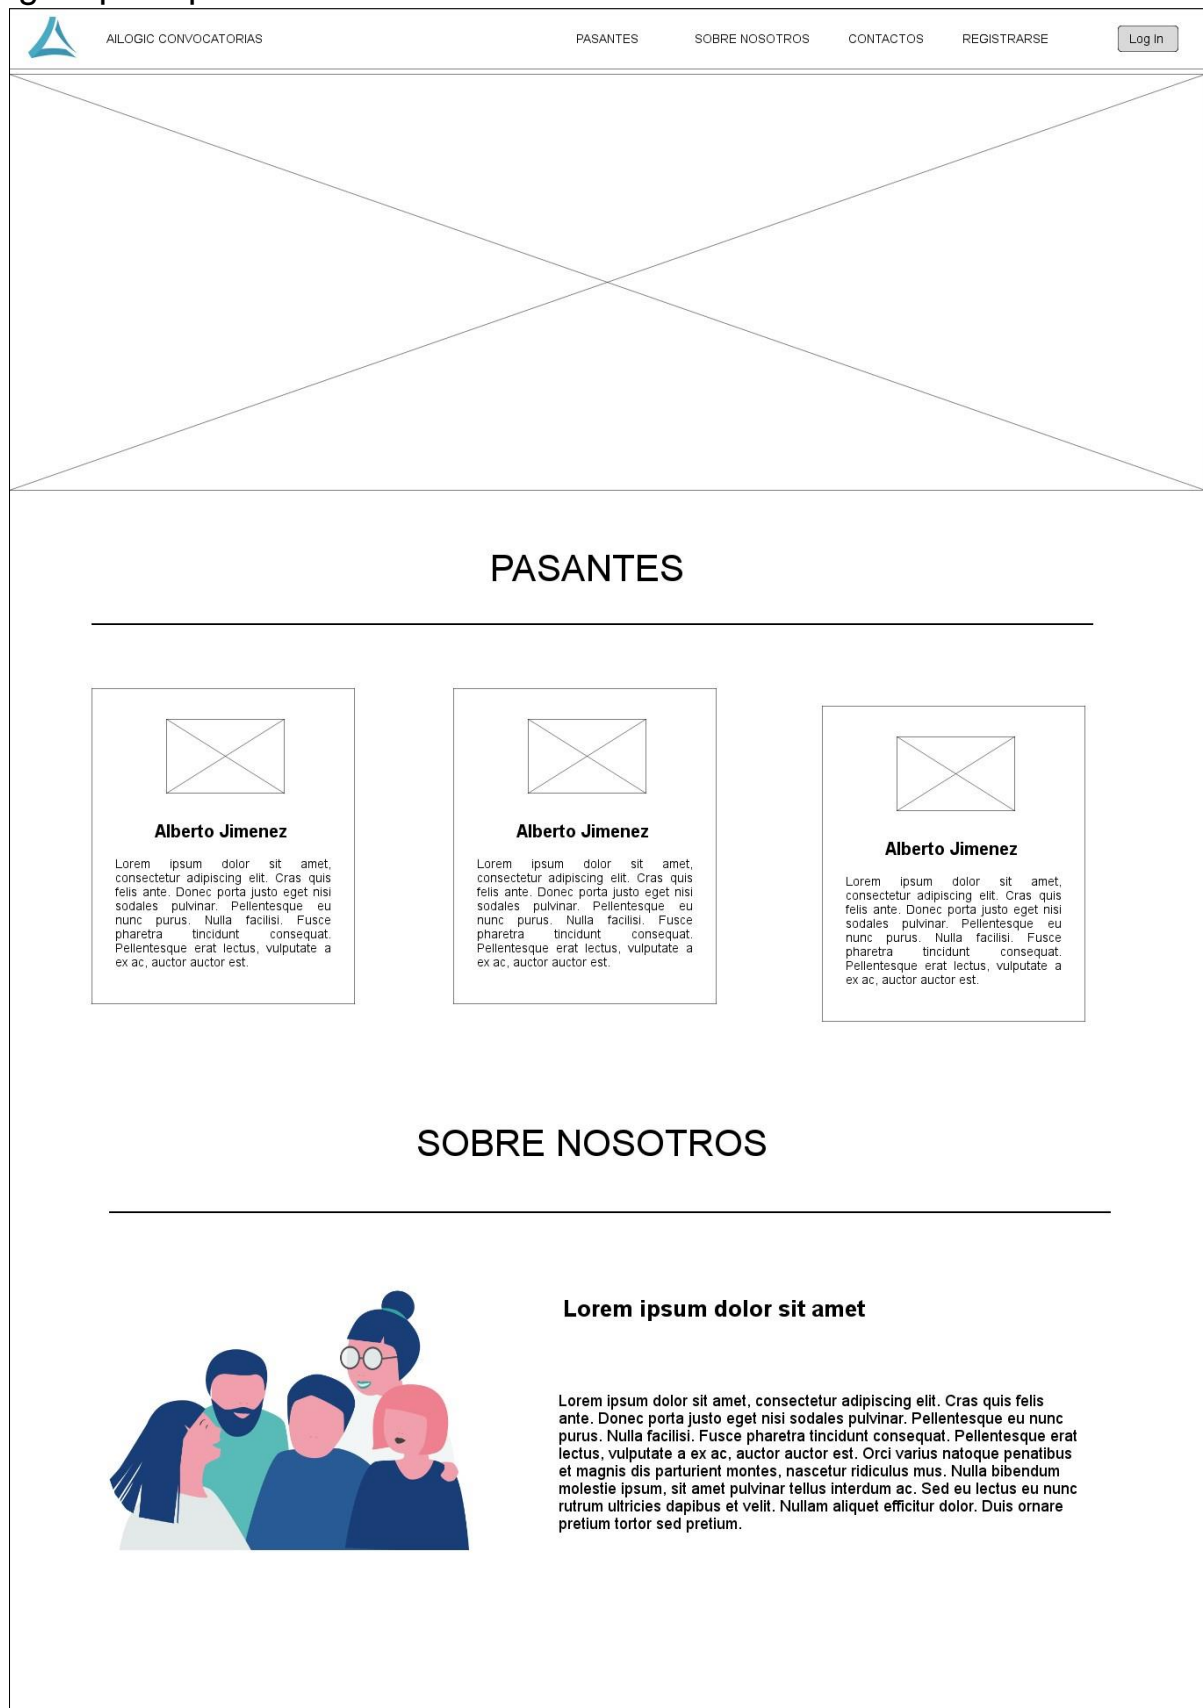 AILOGIC CONVOCATORIAS
PASANTES
SOBRE NOSOTROS
CONTACTOS
REGISTRARSE
Log In
PASANTES
Alberto Jimenez
Lorem ipsum dolor sit amet,
consectetur adipiscing elit. Cras quis
felis ante. Donec porta justo eget nisi
sodales pulvinar. Pellentesque eu
nunc purus. Nulla facilisi. Fusce
pharetra tincidunt consequat.
Pellentesque erat lectus, vulputate a
ex ac, auctor auctor est.
Alberto Jimenez
Lorem ipsum dolor sit amet,
consectetur adipiscing elit. Cras quis
felis ante. Donec porta justo eget nisi
sodales pulvinar. Pellentesque eu
nunc purus. Nulla facilisi. Fusce
pharetra tincidunt consequat.
Pellentesque erat lectus, vulputate a
ex ac, auctor auctor est.
Alberto Jimenez
Lorem ipsum dolor sit amet,
consectetur adipiscing elit. Cras quis
felis ante. Donec porta justo eget nisi
sodales pulvinar. Pellentesque eu
nunc purus. Nulla facilisi. Fusce
pharetra tincidunt consequat.
Pellentesque erat lectus, vulputate a
ex ac, auctor auctor est.
SOBRE NOSOTROS
Lorem ipsum dolor sit amet
Lorem ipsum dolor sit amet, consectetur adipiscing elit. Cras quis felis
ante. Donec porta justo eget nisi sodales pulvinar. Pellentesque eu nunc
purus. Nulla facilisi. Fusce pharetra tincidunt consequat. Pellentesque erat
lectus, vulputate a ex ac, auctor auctor est. Orci varius natoque penatibus
et magnis dis parturient montes, nascetur ridiculus mus. Nulla bibendum
molestie ipsum, sit amet pulvinar tellus interdum ac. Sed eu lectus eu nunc
rutrum ultricies dapibus et velit. Nullam aliquet efficitur dolor. Duis ornare
pretium tortor sed pretium.